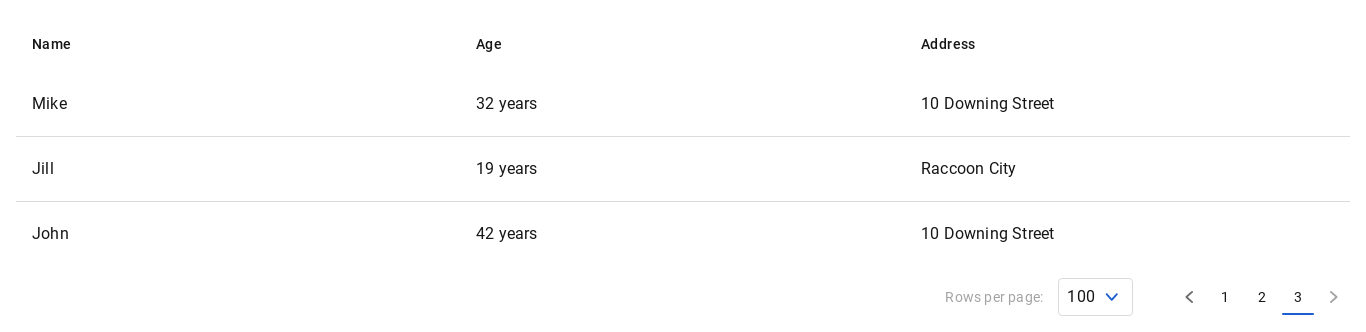 Name Age Address
Mike 32 years 10 Downing Street
Jill 19 years Raccoon City
John 42 years 10 Downing Street
Rows per page: 100 1 2 3